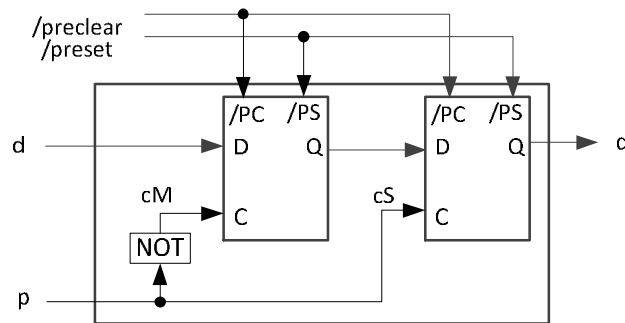 /preclear
/preset
/PC /PS
/PC /PS
d
D Q
D Q
cM
cS
C
C
NOT
p